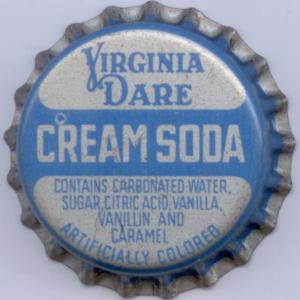 VIRGINIA
DARE
CREAM SODA
CONTAINS CARBONATED WATER,
SUGAR, CITRIC ACID, VANILLA,
VANILLIN AND
CARAMEL
ARTIFICIALLY COLORED